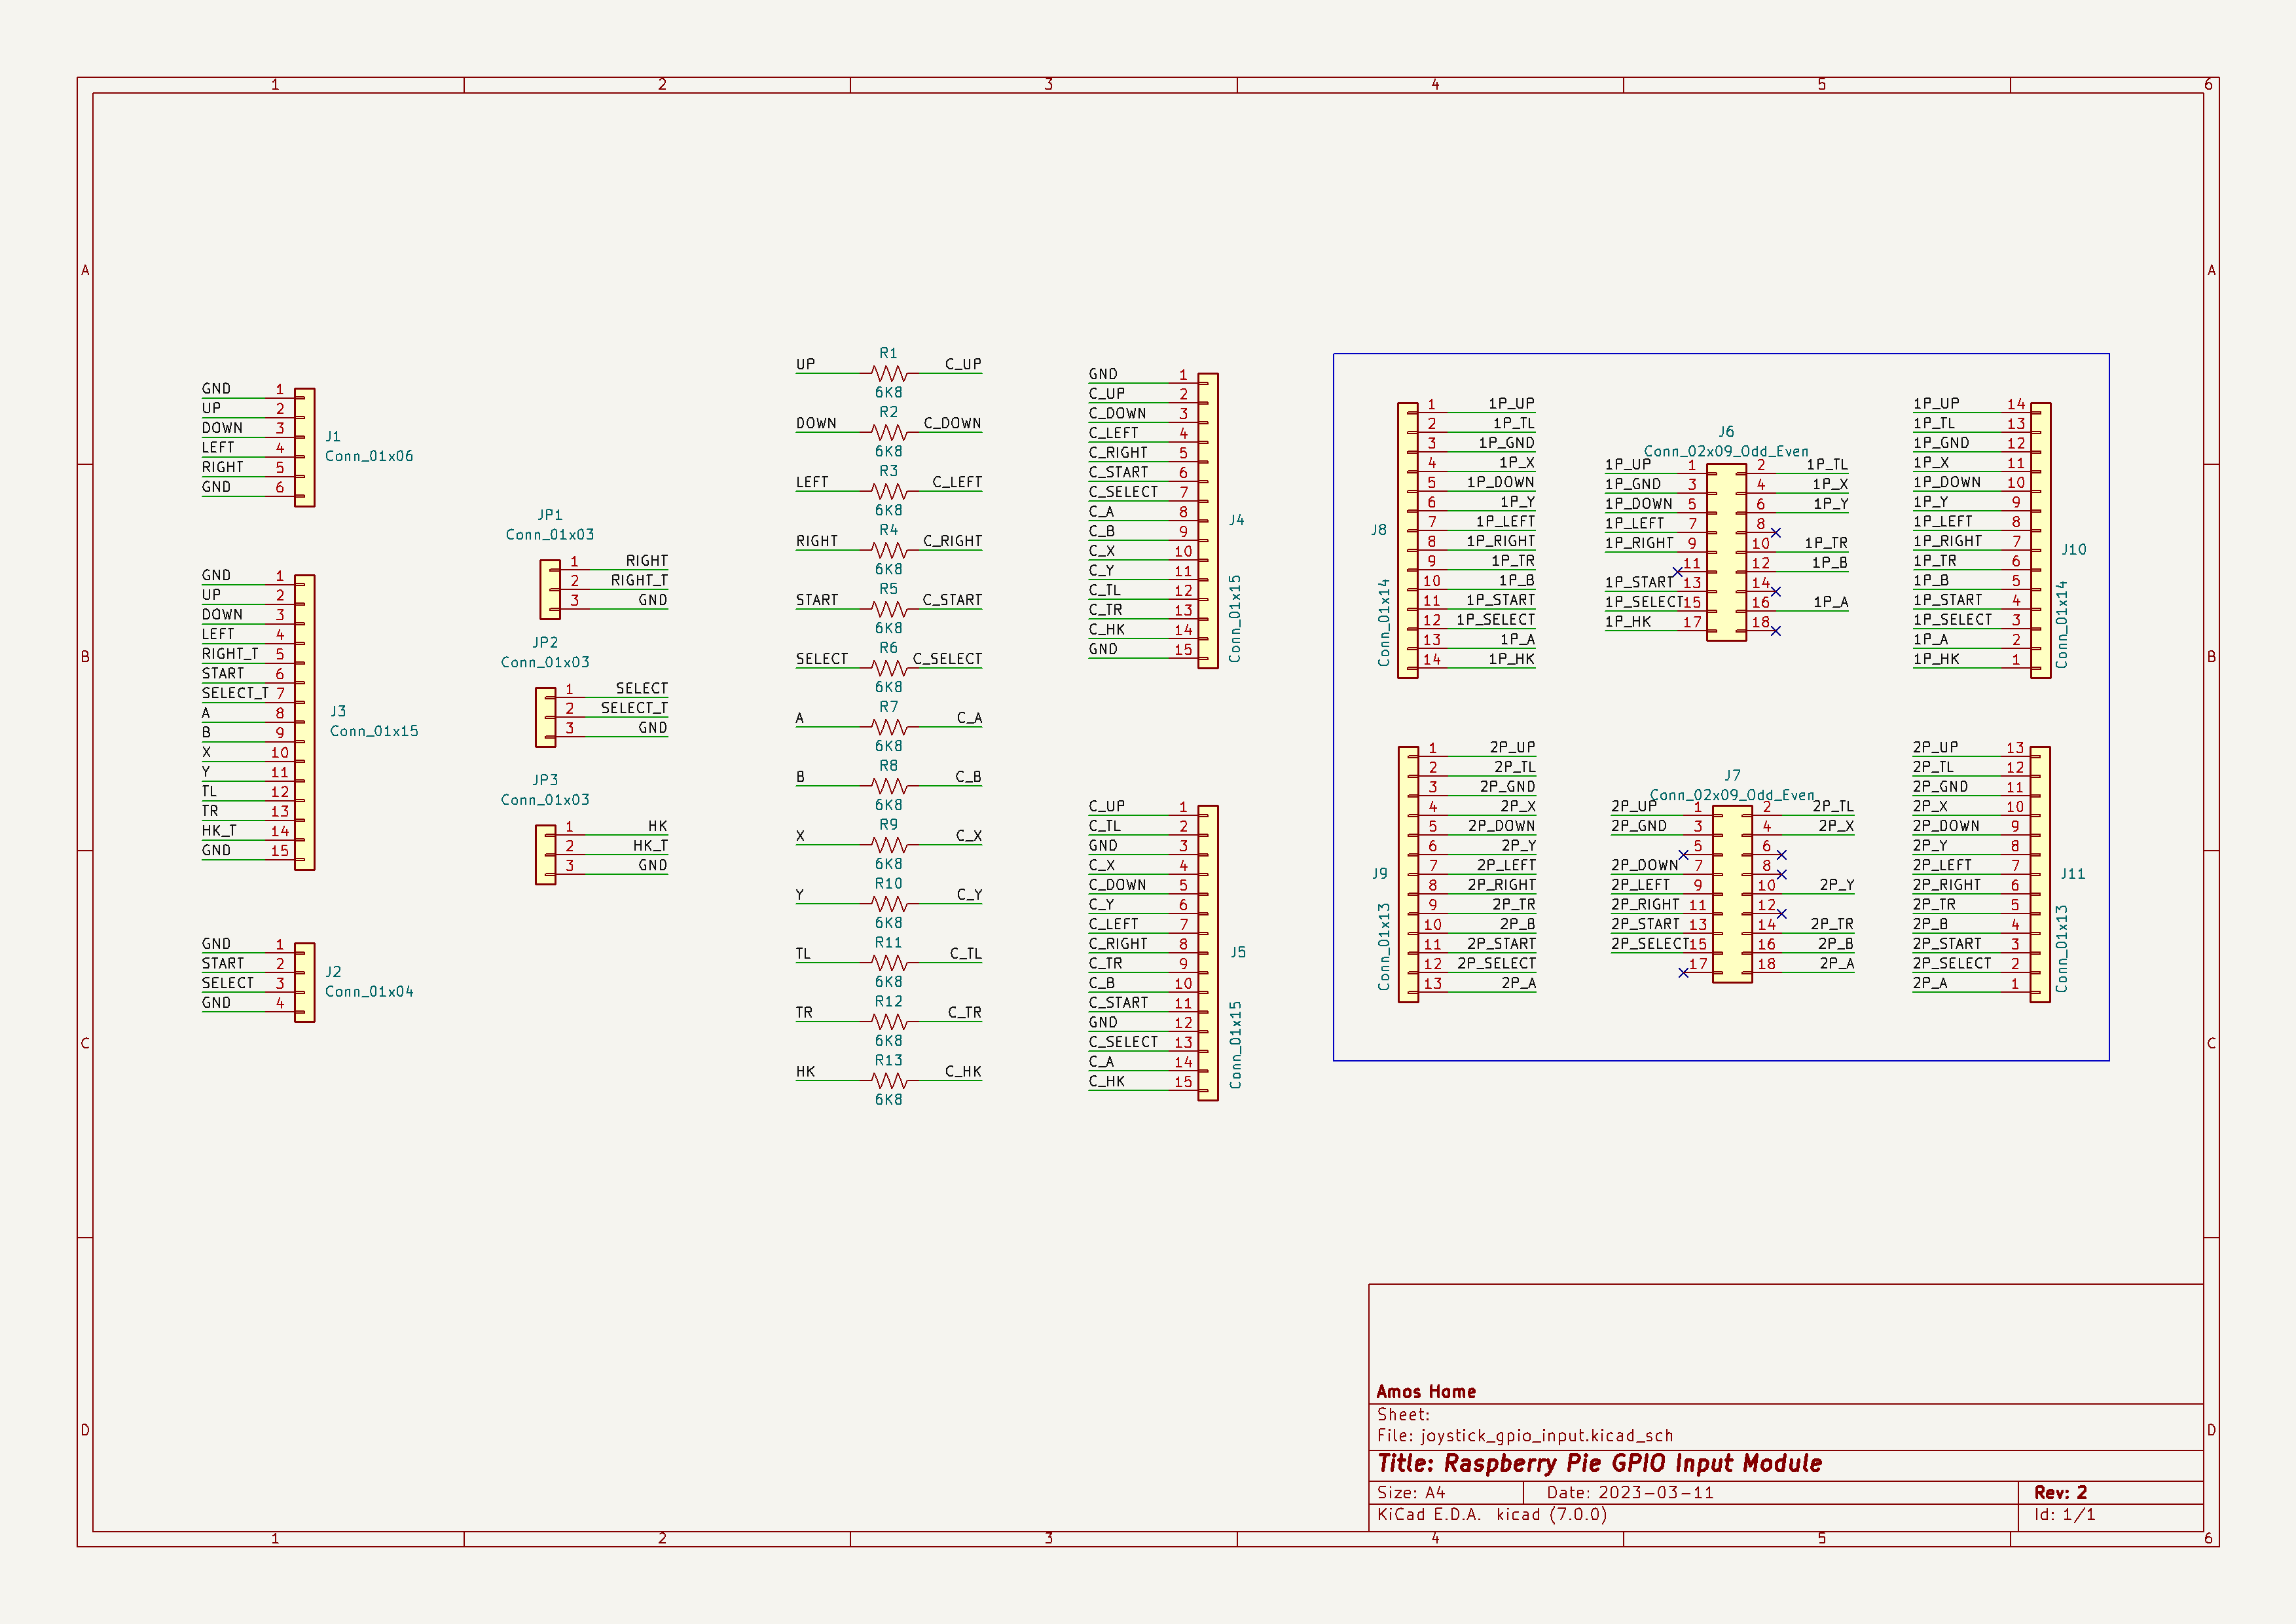 1 2 3 4 5 6
A A
B B
C C
D D
GND 1
UP 2
DOWN 3
LEFT 4
RIGHT 5
GND 6
J1
Conn_01x06
GND 1
UP 2
DOWN 3
LEFT 4
RIGHT_T 5
START 6
SELECT_T 7
A 8
B 9
X 10
Y 11
TL 12
TR 13
HK_T 14
GND 15
J3
Conn_01x15
GND 1
START 2
SELECT 3
GND 4
J2
Conn_01x04
JP1
Conn_01x03
1 RIGHT
2 RIGHT_T
3 GND
JP2
Conn_01x03
1 SELECT
2 SELECT_T
3 GND
JP3
Conn_01x03
1 HK
2 HK_T
3 GND
R1
UP C_UP
6K8
R2
DOWN C_DOWN
6K8
R3
LEFT C_LEFT
6K8
R4
RIGHT C_RIGHT
6K8
R5
START C_START
6K8
R6
SELECT C_SELECT
6K8
R7
A C_A
6K8
R8
B C_B
6K8
R9
X C_X
6K8
R10
Y C_Y
6K8
R11
TL C_TL
6K8
R12
TR C_TR
6K8
R13
HK C_HK
6K8
GND 1
C_UP 2
C_DOWN 3
C_LEFT 4
C_RIGHT 5
C_START 6
C_SELECT 7
C_A 8
C_B 9
C_X 10
C_Y 11
C_TL 12
C_TR 13
C_HK 14
GND 15
J4
Conn_01x15
C_UP 1
C_TL 2
GND 3
C_X 4
C_DOWN 5
C_Y 6
C_LEFT 7
C_RIGHT 8
C_TR 9
C_B 10
C_START 11
GND 12
C_SELECT 13
C_A 14
C_HK 15
J5
Conn_01x15
J8
Conn_01x14
1 1P_UP
2 1P_TL
3 1P_GND
4 1P_X
5 1P_DOWN
6 1P_Y
7 1P_LEFT
8 1P_RIGHT
9 1P_TR
10 1P_B
11 1P_START
12 1P_SELECT
13 1P_A
14 1P_HK
J6
Conn_02x09_Odd_Even
1P_UP 1 2 1P_TL
1P_GND 3 4 1P_X
1P_DOWN 5 6 1P_Y
1P_LEFT 7 8
1P_RIGHT 9 10 1P_TR
11 12 1P_B
1P_START 13 14
1P_SELECT 15 16 1P_A
1P_HK 17 18
1P_UP 14
1P_TL 13
1P_GND 12
1P_X 11
1P_DOWN 10
1P_Y 9
1P_LEFT 8
1P_RIGHT 7
1P_TR 6
1P_B 5
1P_START 4
1P_SELECT 3
1P_A 2
1P_HK 1
J10
Conn_01x14
J9
Conn_01x13
1 2P_UP
2 2P_TL
3 2P_GND
4 2P_X
5 2P_DOWN
6 2P_Y
7 2P_LEFT
8 2P_RIGHT
9 2P_TR
10 2P_B
11 2P_START
12 2P_SELECT
13 2P_A
J7
Conn_02x09_Odd_Even
2P_UP 1 2 2P_TL
2P_GND 3 4 2P_X
5 6
2P_DOWN 7 8
2P_LEFT 9 10 2P_Y
2P_RIGHT 11 12
2P_START 13 14 2P_TR
2P_SELECT 15 16 2P_B
17 18 2P_A
2P_UP 13
2P_TL 12
2P_GND 11
2P_X 10
2P_DOWN 9
2P_Y 8
2P_LEFT 7
2P_RIGHT 6
2P_TR 5
2P_B 4
2P_START 3
2P_SELECT 2
2P_A 1
J11
Conn_01x13
Amos Home
Sheet:
File: joystick_gpio_input.kicad_sch
Title: Raspberry Pie GPIO Input Module
Size: A4 Date: 2023-03-11 Rev: 2
KiCad E.D.A. kicad (7.0.0) Id: 1/1
1 2 3 4 5 6